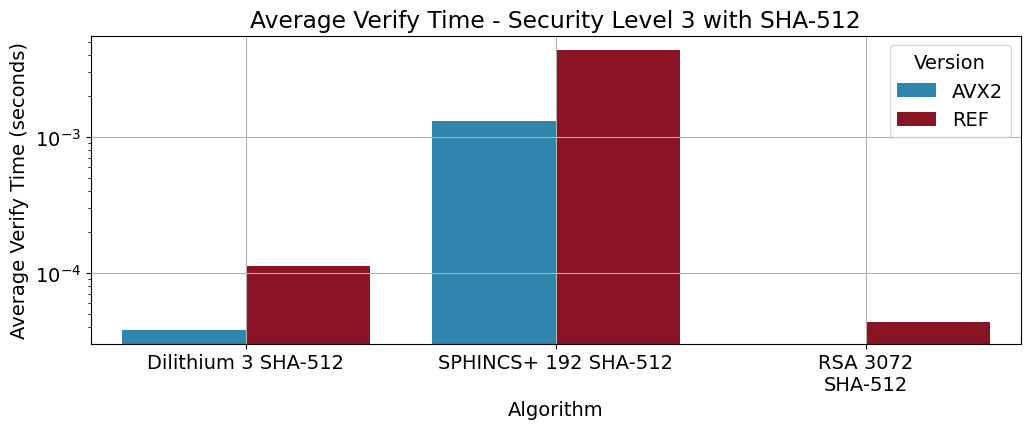 Average Verify Time - Security Level 3 with SHA-512
Average Verify Time (seconds)
10⁻³
10⁻⁴
Version
AVX2
REF
Dilithium 3 SHA-512
SPHINCS+ 192 SHA-512
RSA 3072
SHA-512
Algorithm